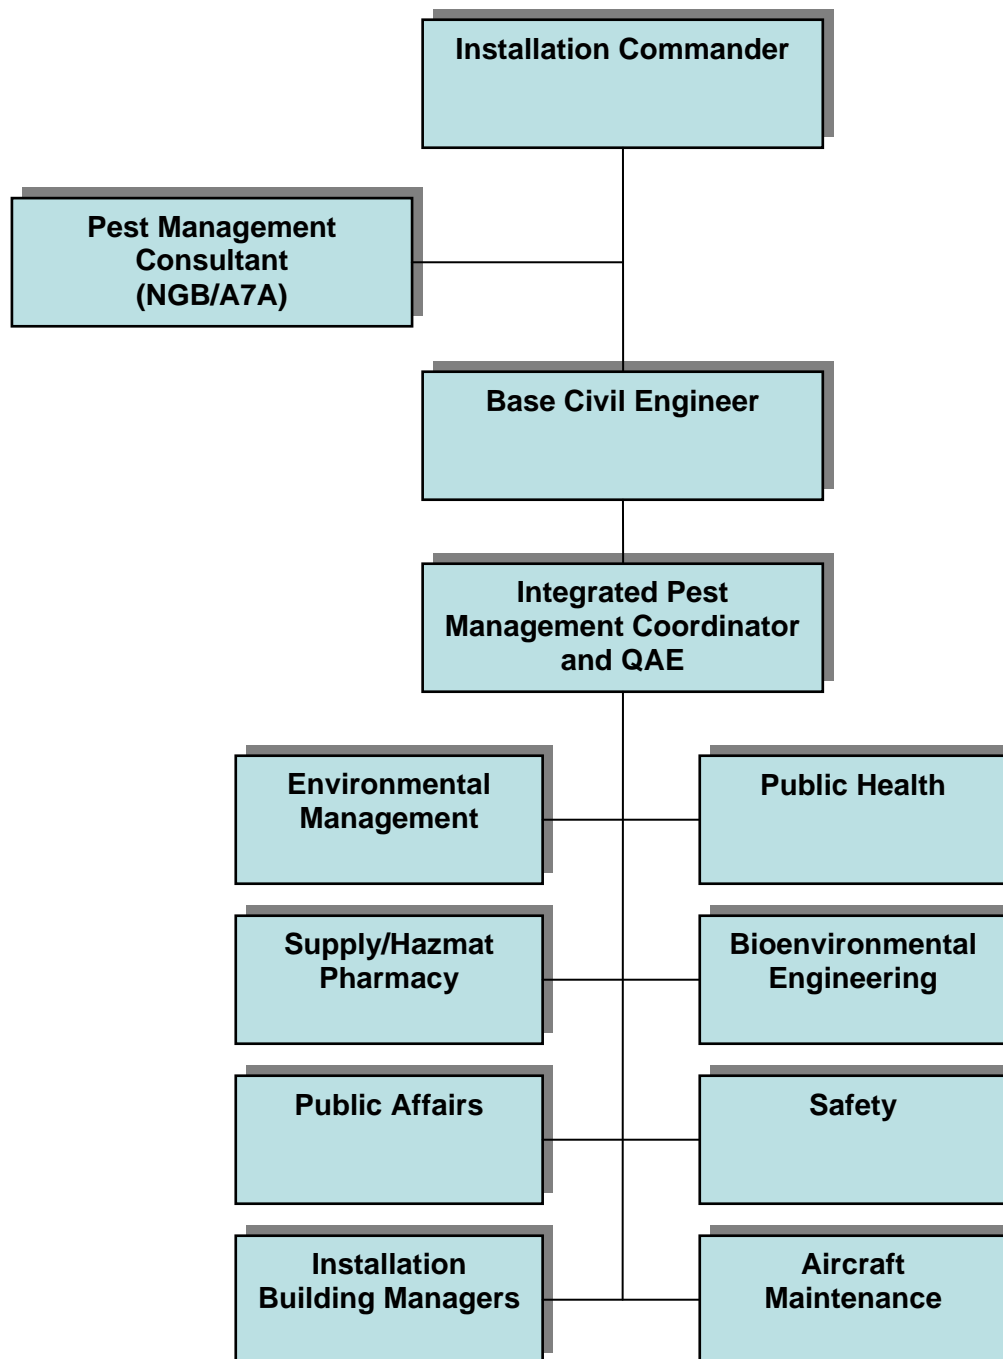 Installation Commander
Pest Management
Consultant
(NGB/A7A)
Base Civil Engineer
Integrated Pest
Management Coordinator
and QAE
Environmental
Management
Public Health
Supply/Hazmat
Pharmacy
Bioenvironmental
Engineering
Public Affairs
Safety
Installation
Building Managers
Aircraft
Maintenance